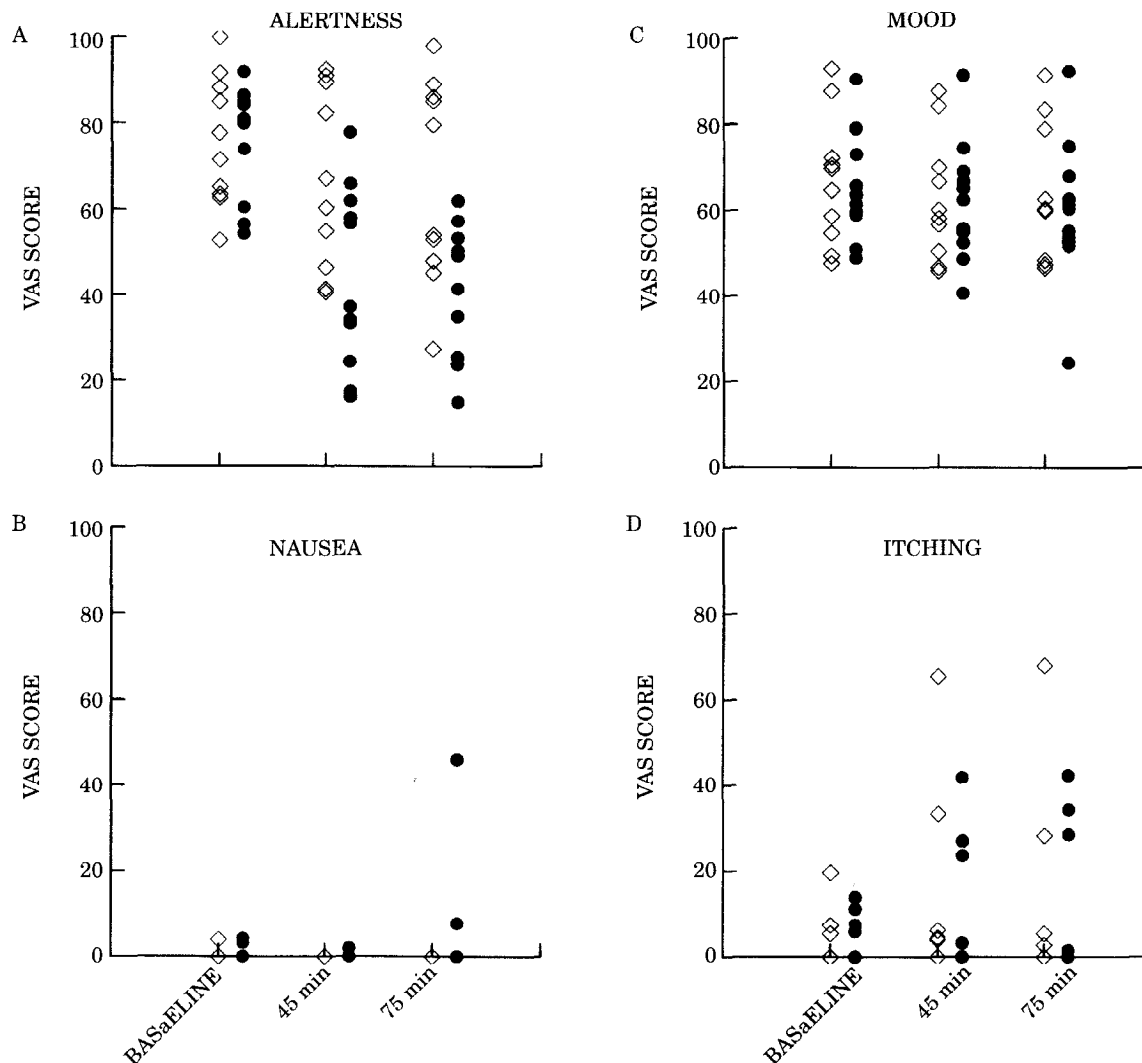 A
ALERTNESS
100
80
60
40
20
0
VAS SCORE
C
MOOD
100
80
60
40
20
0
VAS SCORE
B
NAUSEA
100
80
60
40
20
0
VAS SCORE
BASaELINE
45 min
75 min
D
ITCHING
100
80
60
40
20
0
VAS SCORE
BASaELINE
45 min
75 min